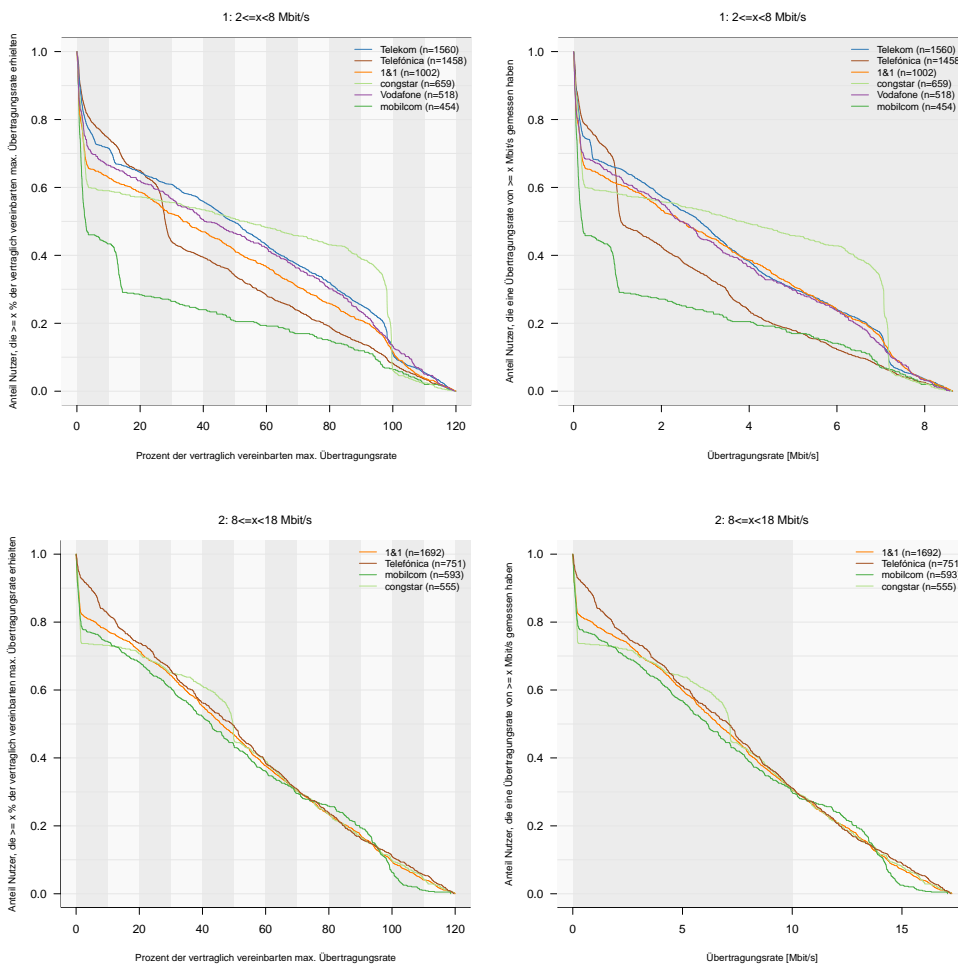 1: 2<=x<8 Mbit/s
Anteil Nutzer, die >= x % der vertraglich vereinbarten max. Übertragungsrate erhielten
1.0
0.8
0.6
0.4
0.2
0.0
Telekom (n=1560)
Telefónica (n=1458)
1&1 (n=1002)
congstar (n=659)
Vodafone (n=518)
mobilcom (n=454)
0 20 40 60 80 100 120
Prozent der vertraglich vereinbarten max. Übertragungsrate
1: 2<=x<8 Mbit/s
Anteil Nutzer, die eine Übertragungsrate von >= x Mbit/s gemessen haben
1.0
0.8
0.6
0.4
0.2
0.0
Telekom (n=1560)
Telefónica (n=1458
1&1 (n=1002)
congstar (n=659)
Vodafone (n=518)
mobilcom (n=454)
0 2 4 6 8
Übertragungsrate [Mbit/s]
2: 8<=x<18 Mbit/s
Anteil Nutzer, die >= x % der vertraglich vereinbarten max. Übertragungsrate erhielten
1.0
0.8
0.6
0.4
0.2
0.0
1&1 (n=1692)
Telefónica (n=751)
mobilcom (n=593)
congstar (n=555)
0 20 40 60 80 100 120
Prozent der vertraglich vereinbarten max. Übertragungsrate
2: 8<=x<18 Mbit/s
Anteil Nutzer, die eine Übertragungsrate von >= x Mbit/s gemessen haben
1.0
0.8
0.6
0.4
0.2
0.0
1&1 (n=1692)
Telefónica (n=751
mobilcom (n=593)
congstar (n=555)
0 5 10 15
Übertragungsrate [Mbit/s]